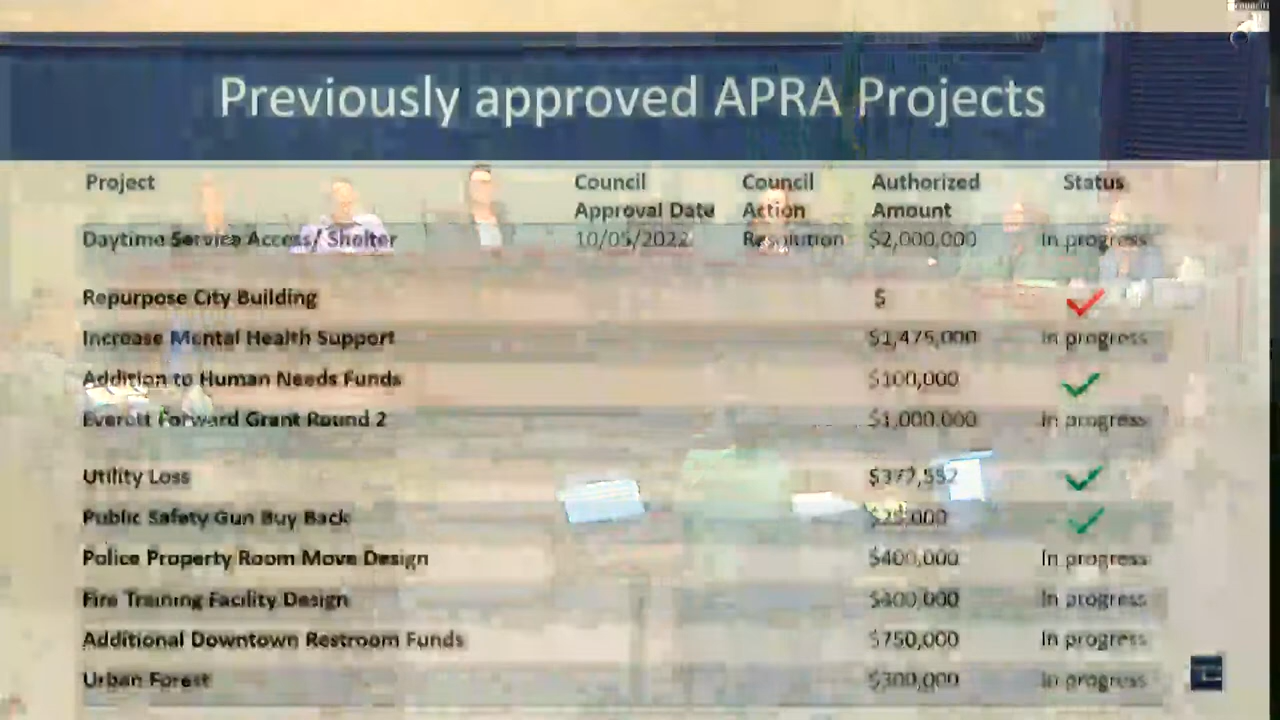 Previously approved APRA Projects
Project Council Approval Date Council Action Authorized Amount Status
Daytime Service Access/ Shelter 10/05/2022 Resolution $2,000,000 In progress
Repurpose City Building $
Increase Mental Health Support $1,475,000 In progress
Addition to Human Needs Funds $100,000
Everett Forward Grant Round 2 $1,000,000 In progress
Utility Loss $377,552
Public Safety Gun Buy Back
Police Property Room Move Design $400,000 In progress
Fire Training Facility Design In progress
Additional Downtown Restroom Funds $750,000 In progress
Urban Forest $300,000 In progress